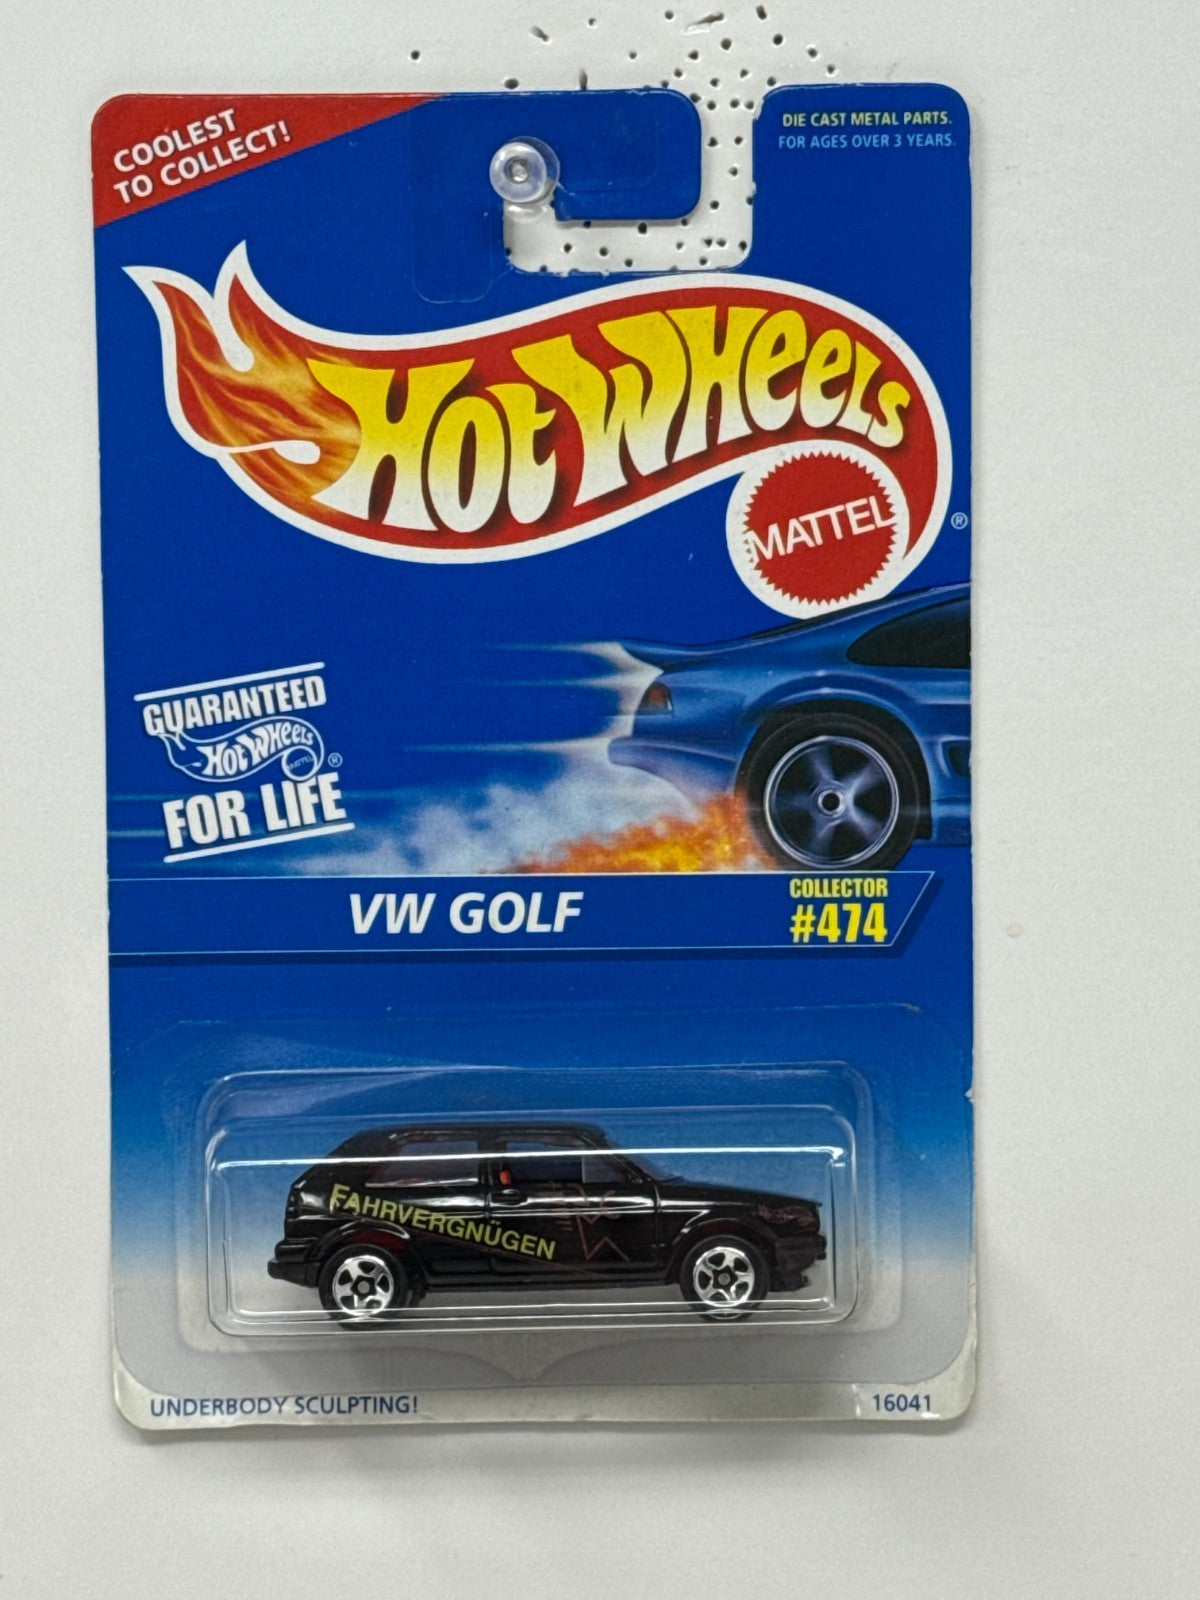 COOLEST
TO COLLECT!
DIE CAST METAL PARTS.
FOR AGES OVER 3 YEARS.
HOT WHEELS
MATTEL
®
GUARANTEED
HOT WHEELS
MATTEL
®
FOR LIFE
VW GOLF
COLLECTOR
#474
FAHRVERGNÜGEN
UNDERBODY SCULPTING!
16041